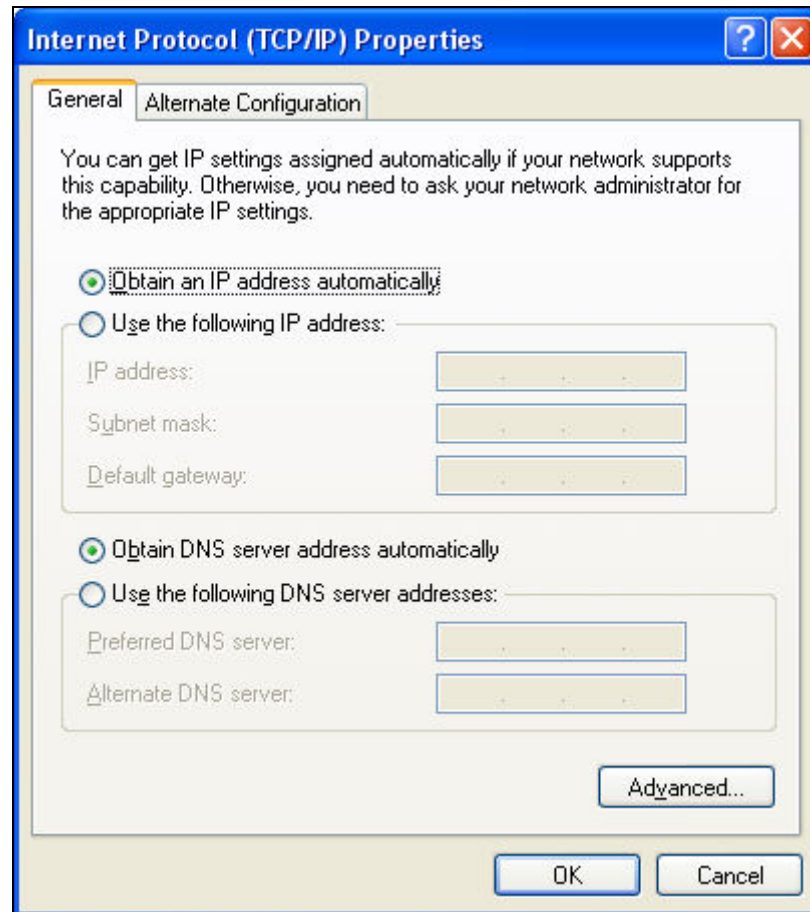 Internet Protocol (TCP/IP) Properties
General
Alternate Configuration
You can get IP settings assigned automatically if your network supports
this capability. Otherwise, you need to ask your network administrator for
the appropriate IP settings.
Obtain an IP address automatically
Use the following IP address:
IP address:
Subnet mask:
Default gateway:
Obtain DNS server address automatically
Use the following DNS server addresses:
Preferred DNS server:
Alternate DNS server:
Advanced...
OK
Cancel